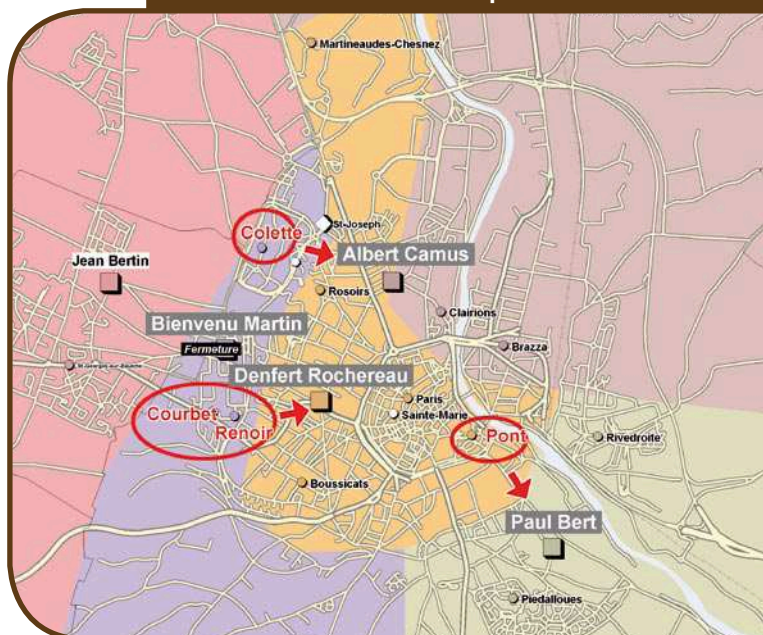 Martineaudes-Chesnez
St-Joseph
Colette
Jean Bertin
Albert Camus
Rosoirs
Clairions
Bienvenu Martin
Fermeture
Brazza
Denfert Rochereau
Courbet
Renoir
Paris
Sainte-Marie
Pont
Rivedroite
Boussicats
Paul Bert
Piedalloues